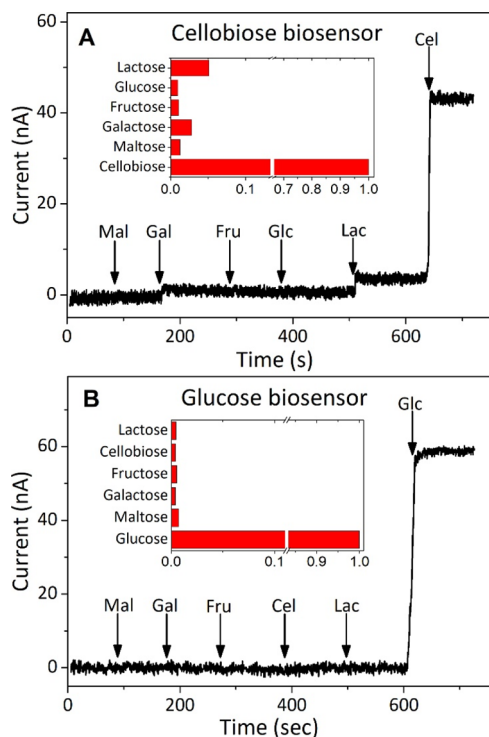 A
Cellobiose biosensor
Cel
60
40
20
0
Current (nA)
Lactose
Glucose
Fructose
Galactose
Maltose
Cellobiose
0.0 0.1 0.7 0.8 0.9 1.0
Mal Gal Fru Glc Lac
0 200 400 600
Time (s)
B
Glucose biosensor
Glc
60
40
20
0
Current (nA)
Lactose
Cellobiose
Fructose
Galactose
Maltose
Glucose
0.0 0.1 0.9 1.0
Mal Gal Fru Cel Lac
0 200 400 600
Time (sec)